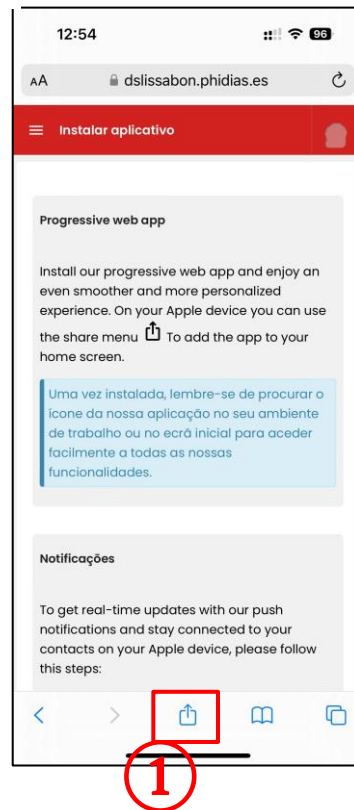 12:54
96
AA dslissabon.phidias.es
Instalar aplicativo
Progressive web app
Install our progressive web app and enjoy an
even smoother and more personalized
experience. On your Apple device you can use
the share menu To add the app to your
home screen.
Uma vez instalada, lembre-se de procurar o
ícone da nossa aplicação no seu ambiente
de trabalho ou no ecrã inicial para aceder
facilmente a todas as nossas
funcionalidades.
Notificações
To get real-time updates with our push
notifications and stay connected to your
contacts on your Apple device, please follow
this steps:
1